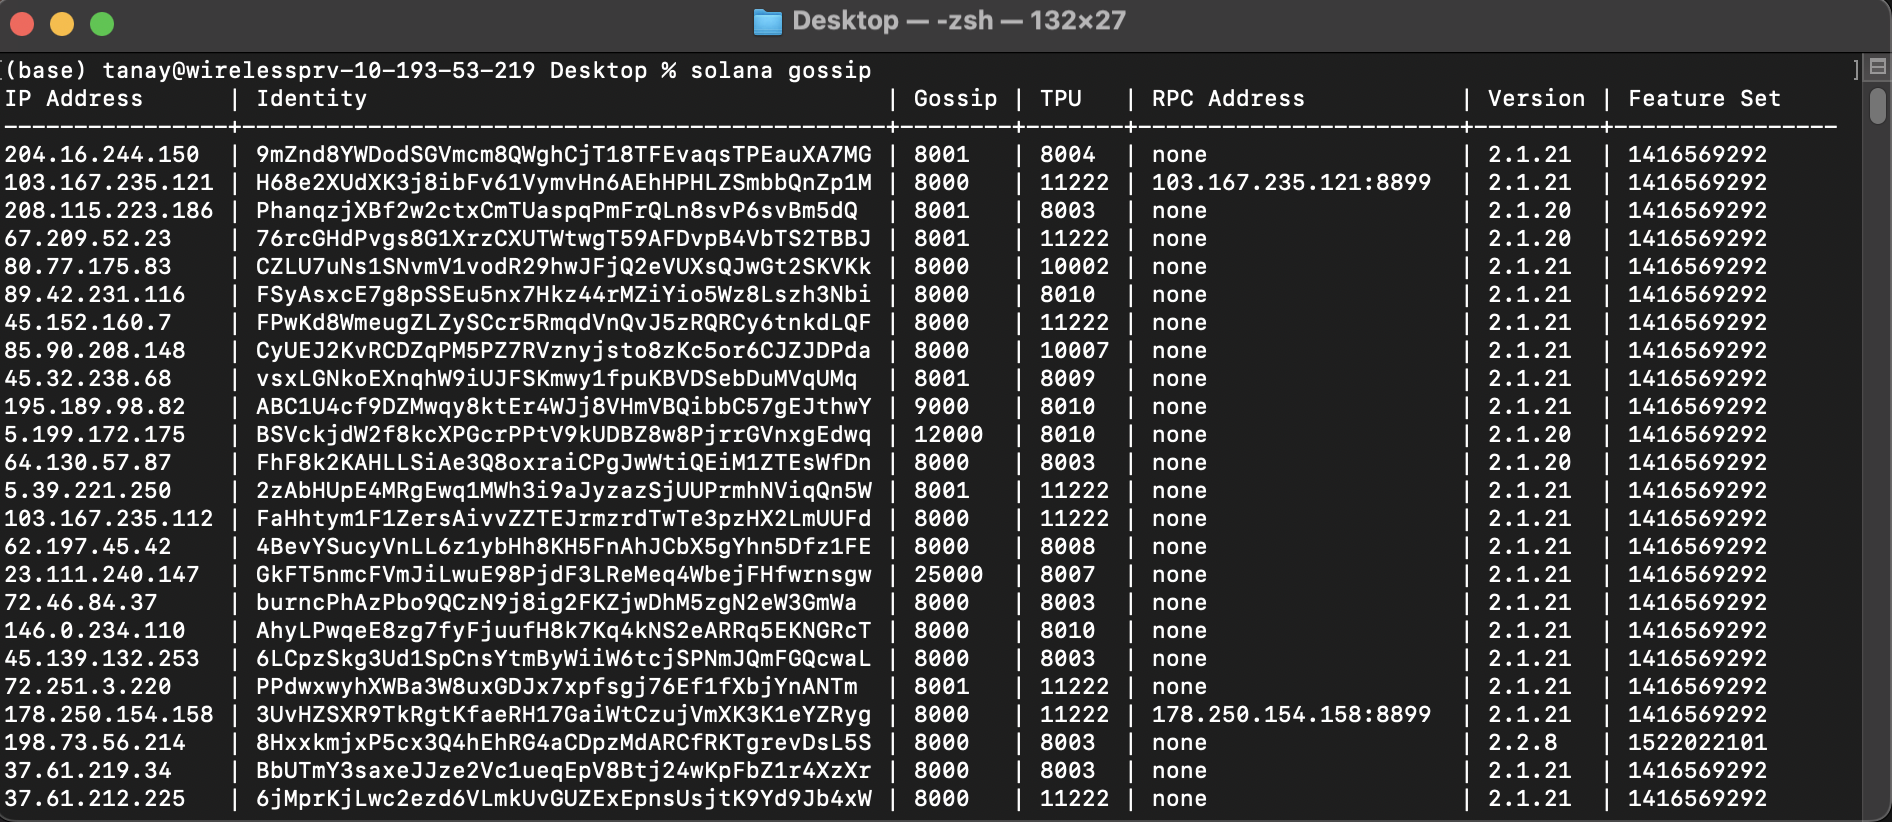 Desktop — -zsh — 132×27
(base) tanay@wirelessprv-10-193-53-219 Desktop % solana gossip
IP Address      | Identity                                     | Gossip | TPU   | RPC Address           | Version | Feature Set
----------------+----------------------------------------------+--------+-------+-----------------------+---------+----------------
204.16.244.150  | 9mZnd8YWDodSGVmcm8QWghCjT18TFEvaqsTPEauXA7MG | 8001   | 8004  | none                  | 2.1.21  | 1416569292
103.167.235.121 | H68e2XUdXK3j8ibFv61VymvHn6AEhHPHLZSmbbQnZp1M | 8000   | 11222 | 103.167.235.121:8899  | 2.1.21  | 1416569292
208.115.223.186 | PhanqzjXBf2w2ctxCmTUaspqPmFrQLn8svP6svBm5dQ  | 8001   | 8003  | none                  | 2.1.20  | 1416569292
67.209.52.23    | 76rcGHdPvgs8G1XrzCXUTWtwgT59AFDvpB4VbTS2TBBJ | 8001   | 11222 | none                  | 2.1.20  | 1416569292
80.77.175.83    | CZLU7uNs1SNvmV1vodR29hwJFjQ2eVUXsQJwGt2SKVKk | 8000   | 10002 | none                  | 2.1.21  | 1416569292
89.42.231.116   | FSyAsxcE7g8pSSEu5nx7Hkz44rMZiYio5Wz8Lszh3Nbi | 8000   | 8010  | none                  | 2.1.21  | 1416569292
45.152.160.7    | FPwKd8WmeugZLZySCcr5RmqdVnQvJ5zRQRCy6tnkdLQF | 8000   | 11222 | none                  | 2.1.21  | 1416569292
85.90.208.148   | CyUEJ2KvRCDZqPM5PZ7RVznyjsto8zKc5or6CJZJDPda | 8000   | 10007 | none                  | 2.1.21  | 1416569292
45.32.238.68    | vsxLGNkoEXnqhW9iUJFSKmwy1fpuKBVDSebDuMVqUMq  | 8001   | 8009  | none                  | 2.1.21  | 1416569292
195.189.98.82   | ABC1U4cf9DZMwqy8ktEr4WJj8VHmVBQibbC57gEJthwY | 9000   | 8010  | none                  | 2.1.21  | 1416569292
5.199.172.175   | BSVckjdW2f8kcXPGcrPPtV9kUDBZ8w8PjrrGVnxgEdwq | 12000  | 8010  | none                  | 2.1.20  | 1416569292
64.130.57.87    | FhF8k2KAHLLSiAe3Q8oxraiCPgJwWtiQEiM1ZTEsWfDn | 8000   | 8003  | none                  | 2.1.20  | 1416569292
5.39.221.250    | 2zAbHUpE4MRgEwq1MWh3i9aJyzazSjUUPrmhNViqQn5W | 8001   | 11222 | none                  | 2.1.21  | 1416569292
103.167.235.112 | FaHhtym1F1ZersAivvZZTEJrmzrdTwTe3pzHX2LmUUFd | 8000   | 11222 | none                  | 2.1.21  | 1416569292
62.197.45.42    | 4BevYSucyVnLL6z1ybHh8KH5FnAhJCbX5gYhn5Dfz1FE | 8000   | 8008  | none                  | 2.1.21  | 1416569292
23.111.240.147  | GkFT5nmcFVmJiLwuE98PjdF3LReMeq4WbejFHfwrnsgw | 25000  | 8007  | none                  | 2.1.21  | 1416569292
72.46.84.37     | burncPhAzPbo9QCzN9j8ig2FKZjwDhM5zgN2eW3GmWa  | 8000   | 8003  | none                  | 2.1.21  | 1416569292
146.0.234.110   | AhyLPwqeE8zg7fyFjuufH8k7Kq4kNS2eARRq5EKNGRcT | 8000   | 8010  | none                  | 2.1.21  | 1416569292
45.139.132.253  | 6LCpzSkg3Ud1SpCnsYtmByWiiW6tcjSPNmJQmFGQcwaL | 8000   | 8003  | none                  | 2.1.21  | 1416569292
72.251.3.220    | PPdwxwyhXWBa3W8uxGDJx7xpfsgj76Ef1fXbjYnANTm  | 8001   | 11222 | none                  | 2.1.21  | 1416569292
178.250.154.158 | 3UvHZSXR9TkRgtKfaeRH17GaiWtCzujVmXK3K1eYZRyg | 8000   | 11222 | 178.250.154.158:8899  | 2.1.21  | 1416569292
198.73.56.214   | 8HxxkmjxP5cx3Q4hEhRG4aCDpzMdARCfRKTgrevDsL5S | 8000   | 8003  | none                  | 2.2.8   | 1522022101
37.61.219.34    | BbUTmY3saxeJJze2Vc1ueqEpV8Btj24wKpFbZ1r4XzXr | 8000   | 8003  | none                  | 2.1.21  | 1416569292
37.61.212.225   | 6jMprKjLwc2ezd6VLmkUvGUZExEpnsUsjtK9Yd9Jb4xW | 8000   | 11222 | none                  | 2.1.21  | 1416569292